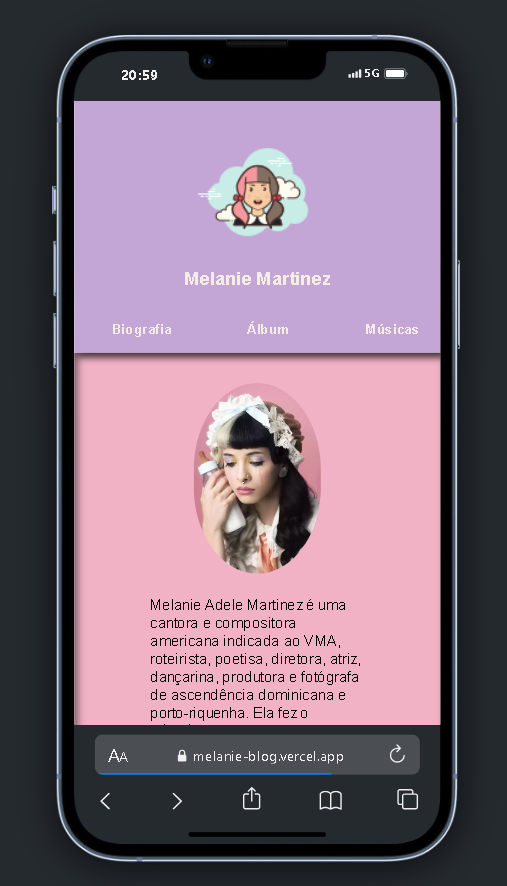 20:59
5G
Melanie Martinez
Biografia Álbum Músicas
Melanie Adele Martinez é uma
cantora e compositora
americana indicada ao VMA,
roteirista, poetisa, diretora, atriz,
dançarina, produtora e fotógrafa
de ascendência dominicana e
porto-riquenha. Ela fez o
AA melanie-blog.vercel.app